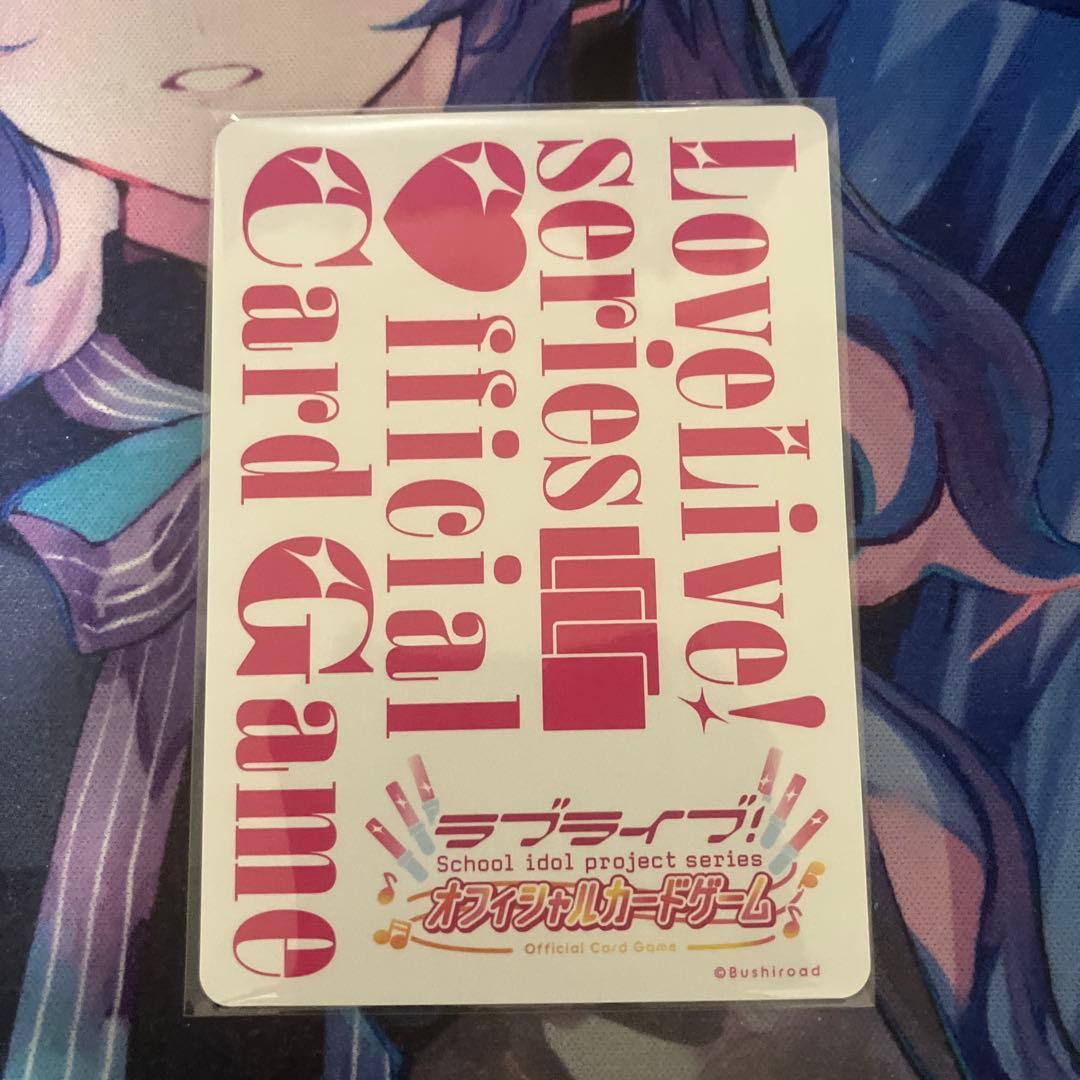 LoveLive!
series
♥fficial
Card Game
ラブライブ!
School idol project series
オフィシャルカードゲーム
Official Card Game
©Bushiroad